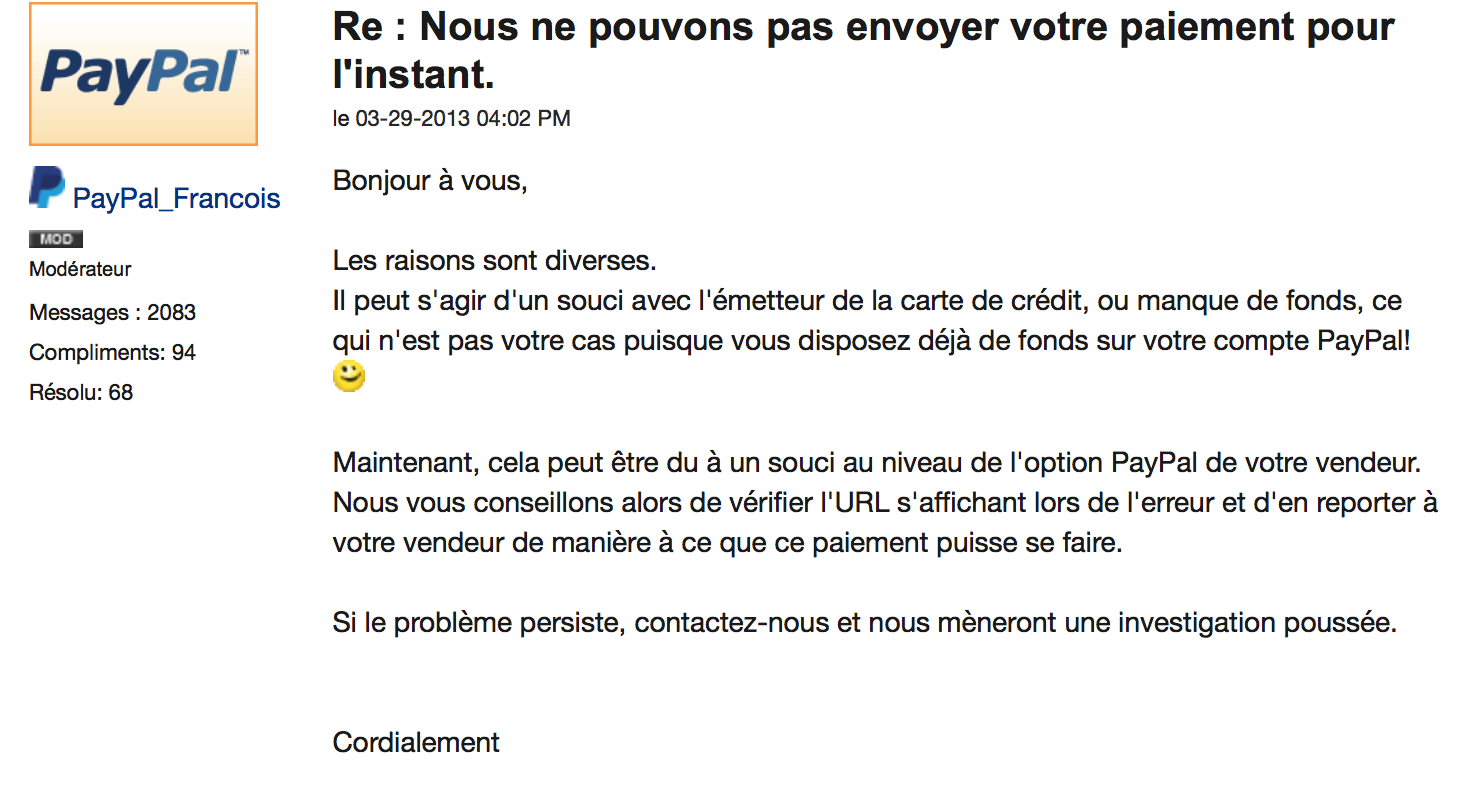 PayPal™
Re : Nous ne pouvons pas envoyer votre paiement pour
l'instant.
le 03-29-2013 04:02 PM
PayPal_Francois
MOD
Modérateur
Messages : 2083
Compliments: 94
Résolu: 68
Bonjour à vous,
Les raisons sont diverses.
Il peut s'agir d'un souci avec l'émetteur de la carte de crédit, ou manque de fonds, ce
qui n'est pas votre cas puisque vous disposez déjà de fonds sur votre compte PayPal!
Maintenant, cela peut être du à un souci au niveau de l'option PayPal de votre vendeur.
Nous vous conseillons alors de vérifier l'URL s'affichant lors de l'erreur et d'en reporter à
votre vendeur de manière à ce que ce paiement puisse se faire.
Si le problème persiste, contactez-nous et nous mèneront une investigation poussée.
Cordialement